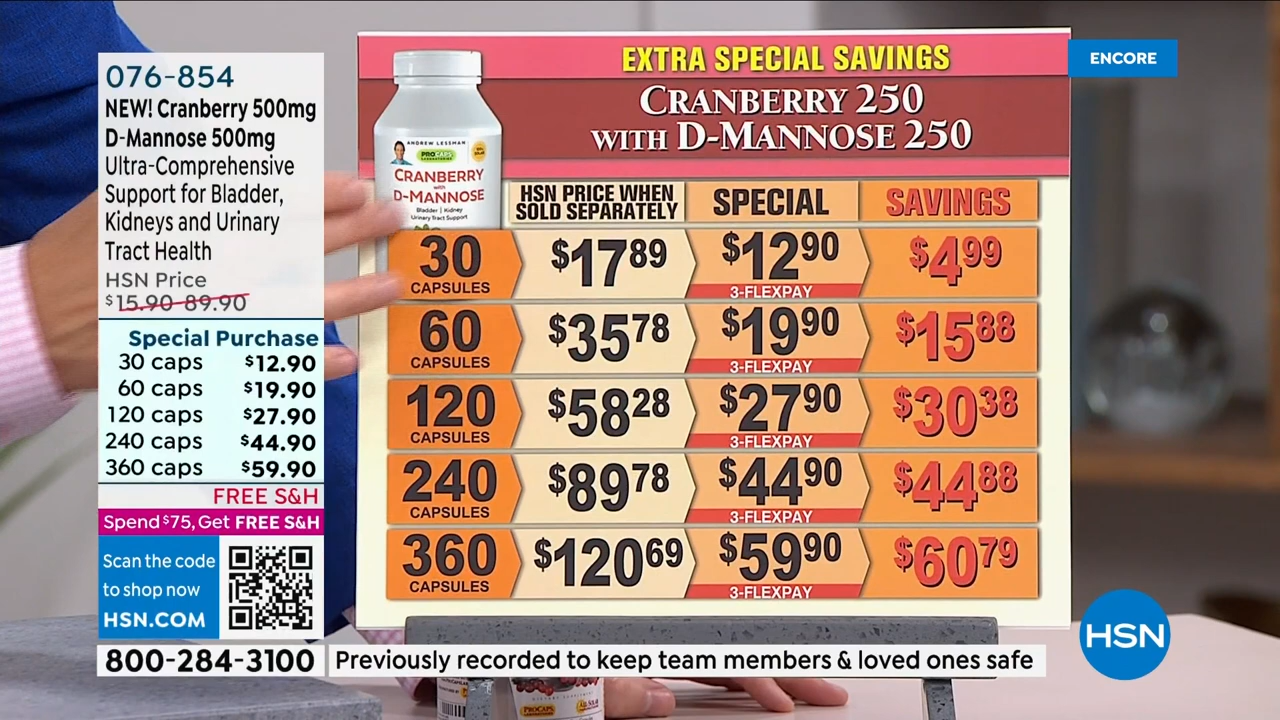 076-854
NEW! Cranberry 500mg
D-Mannose 500mg
Ultra-Comprehensive
Support for Bladder,
Kidneys and Urinary
Tract Health
HSN Price
$15.90-89.90
Special Purchase
30 caps $12.90
60 caps $19.90
120 caps $27.90
240 caps $44.90
360 caps $59.90
FREE S&H
Spend $75, Get FREE S&H
Scan the code
to shop now
HSN.COM
800-284-3100
Previously recorded to keep team members & loved ones safe
ENCORE
HSN
EXTRA SPECIAL SAVINGS
CRANBERRY 250
WITH D-MANNOSE 250
ANDREW LESSMAN
PROCAPS
LABORATORIES
CRANBERRY
with
D-MANNOSE
Bladder | Kidney
Urinary Tract Support
HSN PRICE WHEN
SOLD SEPARATELY
SPECIAL
SAVINGS
30 $17.89 $12.90 $4.99
CAPSULES 3-FLEXPAY
60 $35.78 $19.90 $15.88
CAPSULES 3-FLEXPAY
120 $58.28 $27.90 $30.38
CAPSULES 3-FLEXPAY
240 $89.78 $44.90 $44.88
CAPSULES 3-FLEXPAY
360 $120.69 $59.90 $60.79
CAPSULES 3-FLEXPAY
PROCAPS